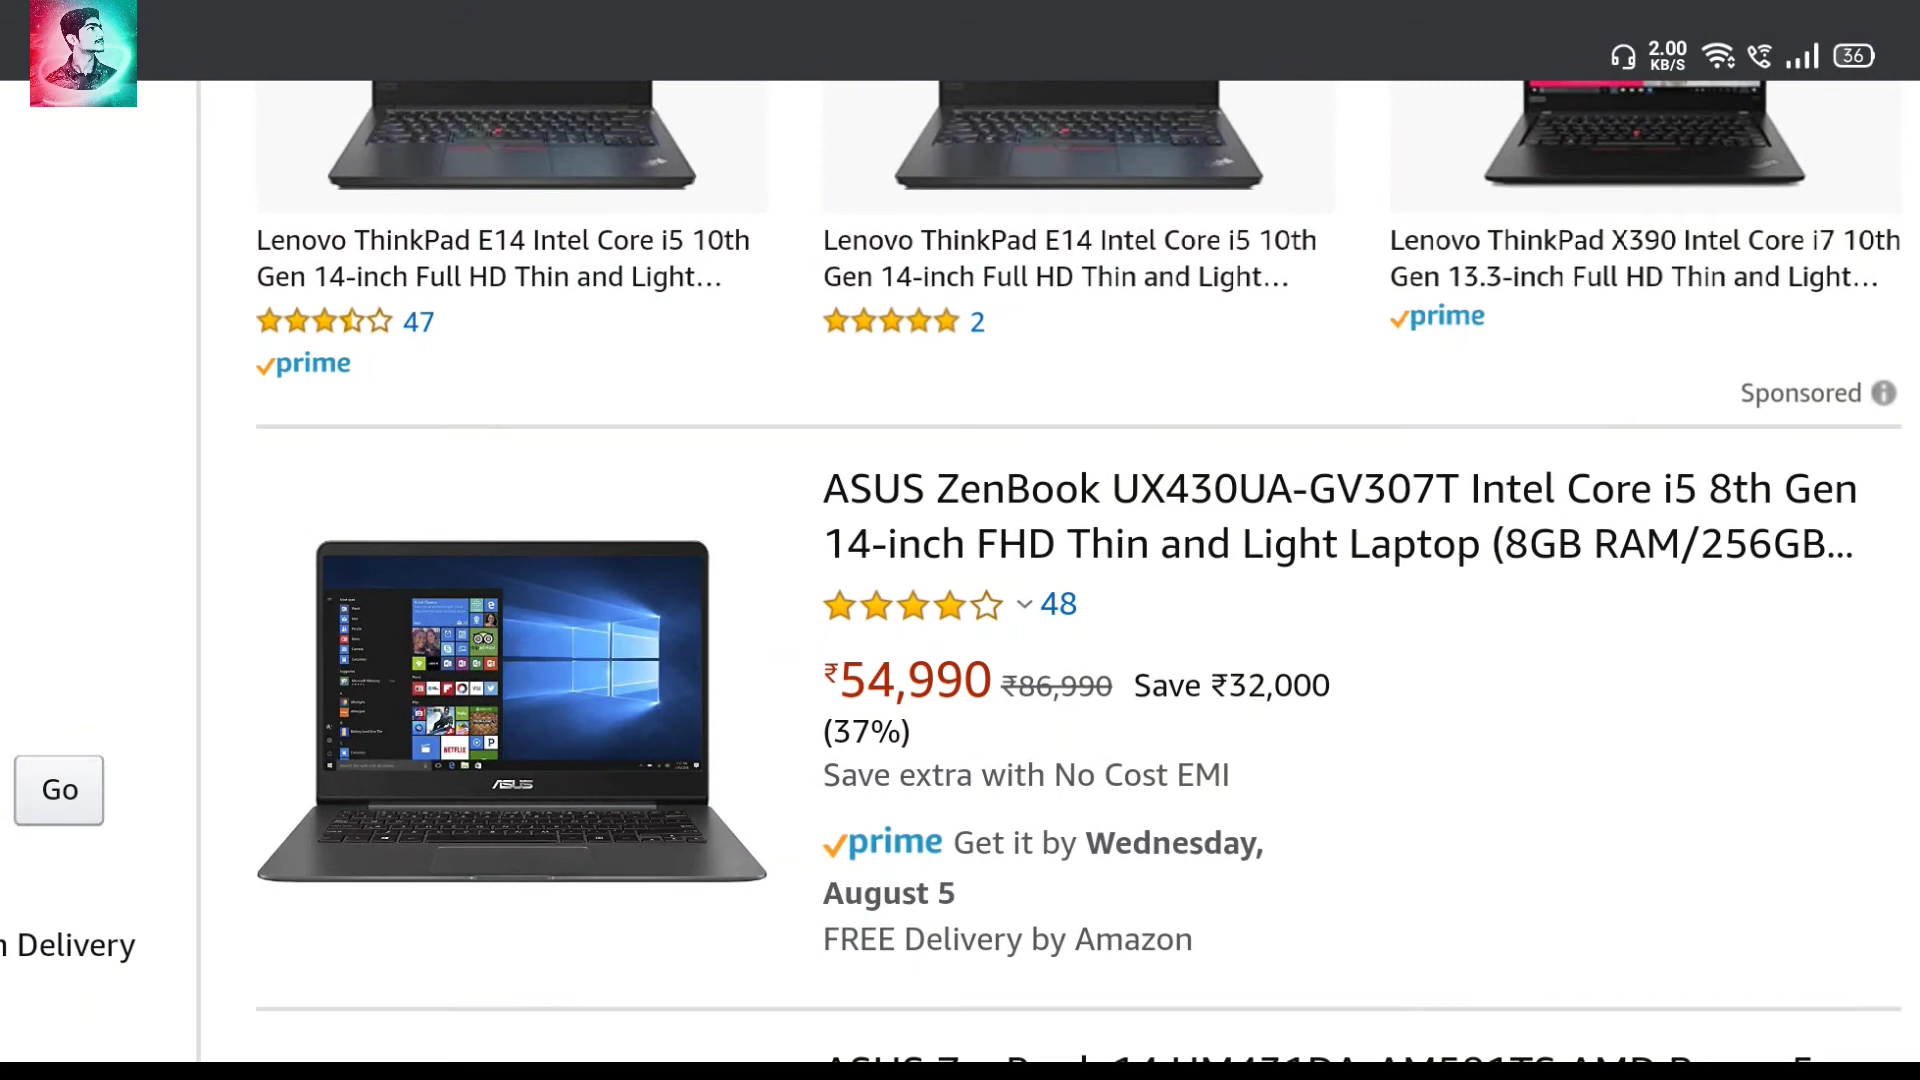 2.00
KB/S
36
Lenovo ThinkPad E14 Intel Core i5 10th
Gen 14-inch Full HD Thin and Light...
47
prime
Lenovo ThinkPad E14 Intel Core i5 10th
Gen 14-inch Full HD Thin and Light...
2
Lenovo ThinkPad X390 Intel Core i7 10th
Gen 13.3-inch Full HD Thin and Light...
prime
Sponsored
ASUS ZenBook UX430UA-GV307T Intel Core i5 8th Gen
14-inch FHD Thin and Light Laptop (8GB RAM/256GB...
48
₹54,990 ₹86,990 Save ₹32,000
(37%)
Save extra with No Cost EMI
prime Get it by Wednesday,
August 5
FREE Delivery by Amazon
NETFLIX
ASUS
Go
Delivery